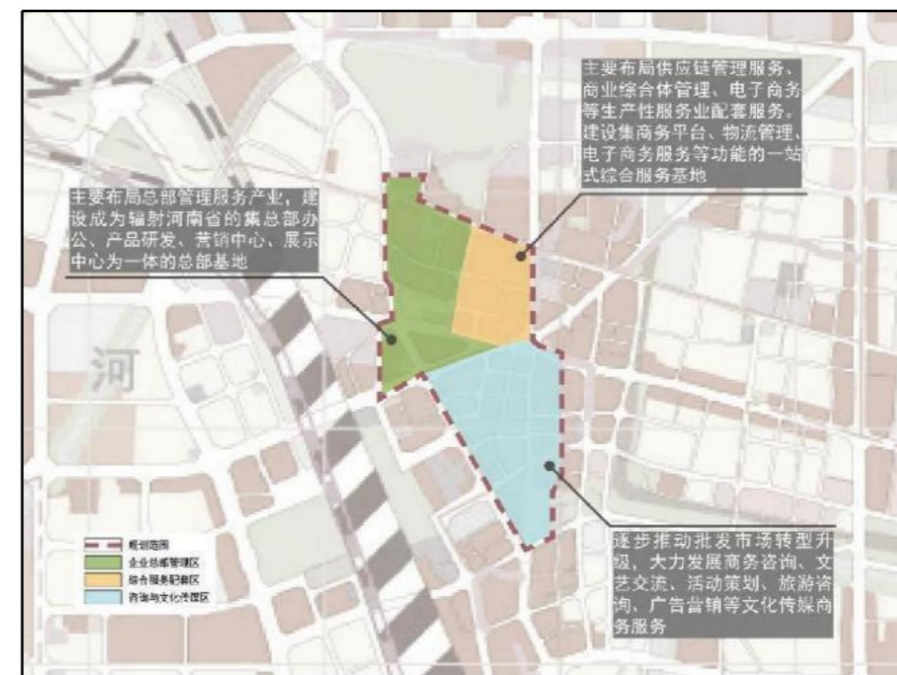 主要布局供应链管理服务、
商业综合体管理、电子商务
等生产性服务业配套服务。
建设集商务平台、物流管理、
电子商务服务等功能的一站
式综合服务基地
主要布局总部管理服务产业，建
设成为辐射河南省的集总部办
公、产品研发、营销中心、展示
中心为一体的总部基地
河
规划范围
企业总部管理区
综合服务配套区
咨询与文化传媒区
逐步推动批发市场转型升
级，大力发展商务咨询、文
艺交流、活动策划、旅游咨
询、广告营销等文化传媒商
务服务